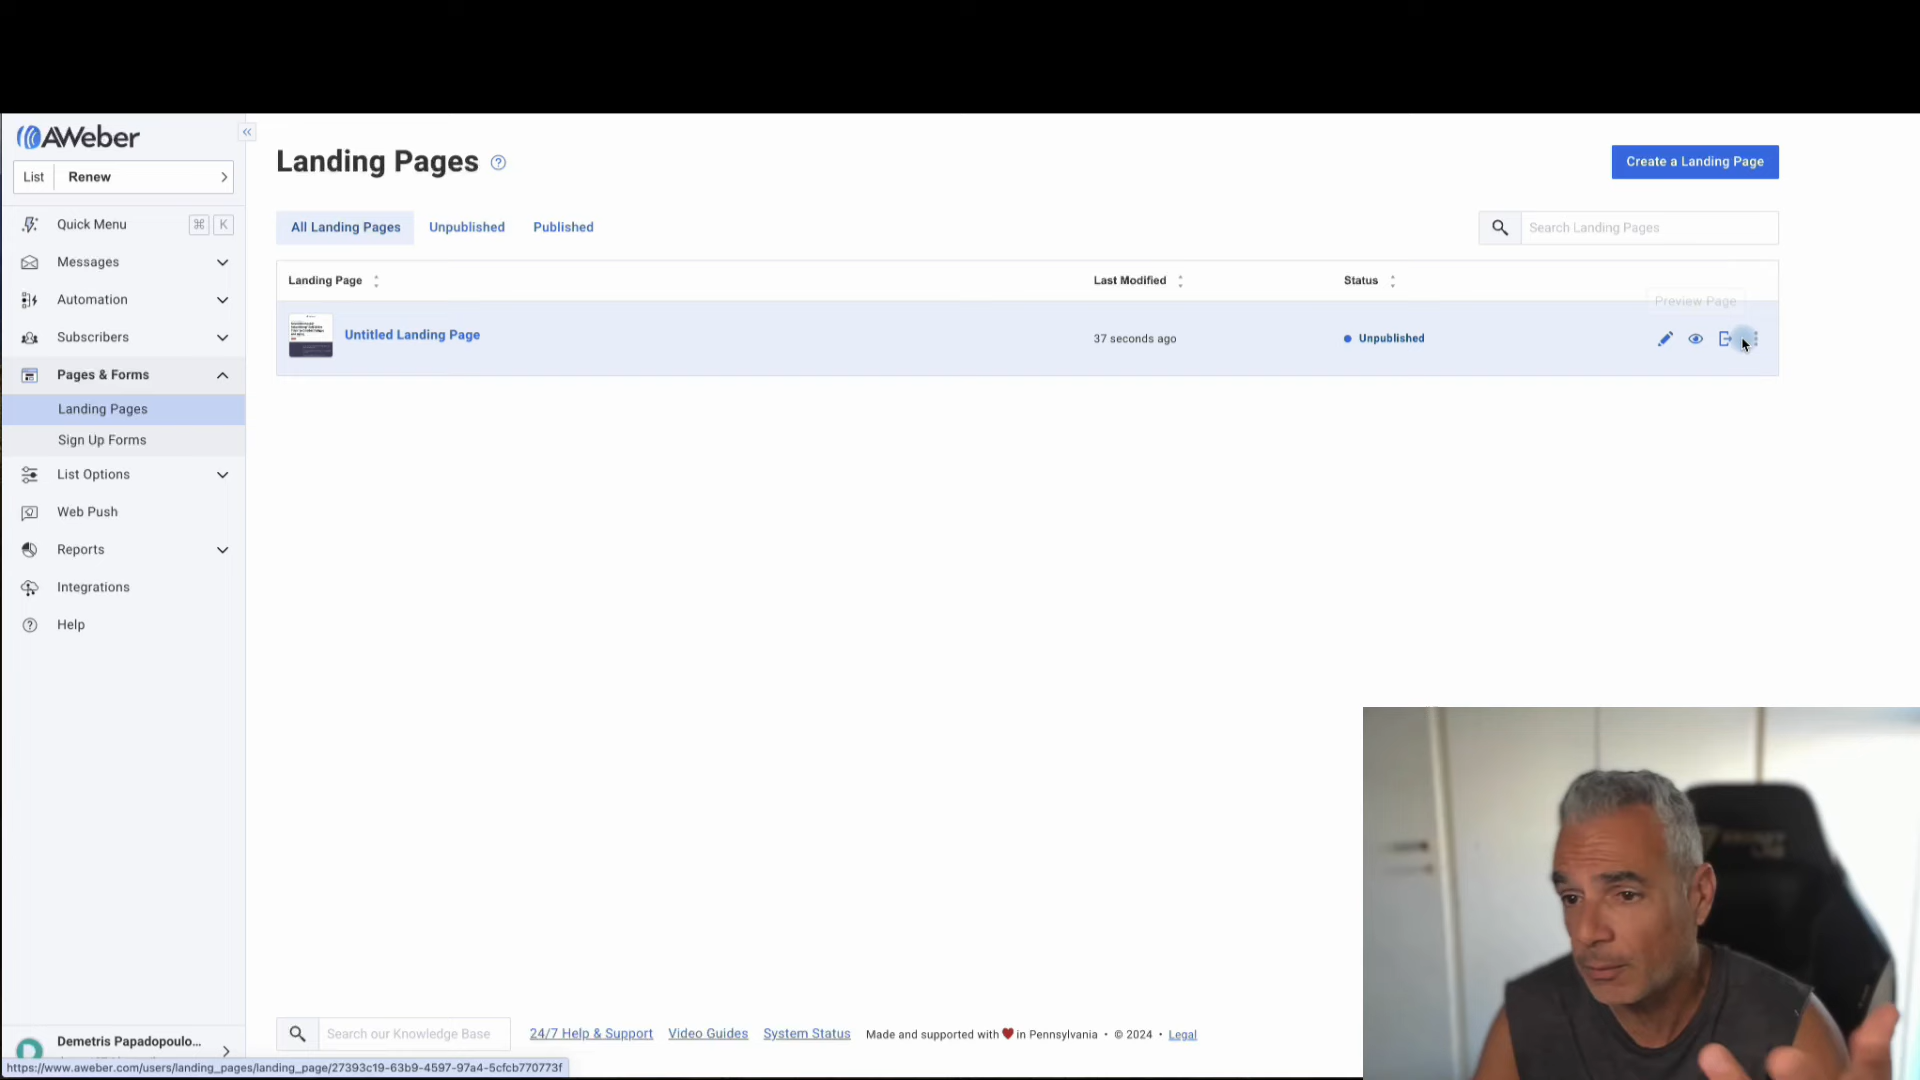 AWeber
List Renew
Quick Menu ⌘ K
Messages
Automation
Subscribers
Pages & Forms
Landing Pages
Sign Up Forms
List Options
Web Push
Reports
Integrations
Help
Demetris Papadopoulo...
Landing Pages
Create a Landing Page
All Landing Pages Unpublished Published
Search Landing Pages
Landing Page Last Modified Status
Preview Page
Untitled Landing Page 37 seconds ago Unpublished
Search our Knowledge Base 24/7 Help & Support Video Guides System Status Made and supported with ❤ in Pennsylvania • © 2024 • Legal
https://www.aweber.com/users/landing_pages/landing_page/27393c19-63b9-4597-97a4-5cfcb770773f